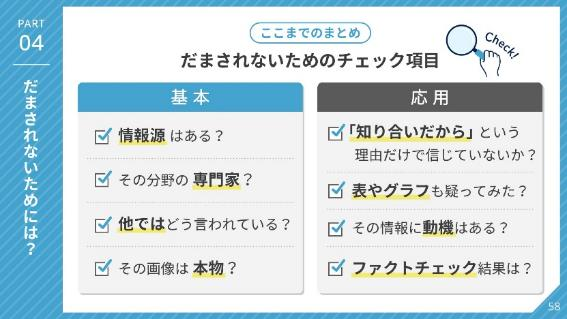 PART
04
だまされないためには？
ここまでのまとめ
だまされないためのチェック項目
Check!
基本
情報源 はある？
その分野の 専門家？
他ではどう言われている？
その画像は 本物？
応用
「知り合いだから」という
理由だけで信じていないか？
表やグラフも疑ってみた？
その情報に動機はある？
ファクトチェック結果は？
58